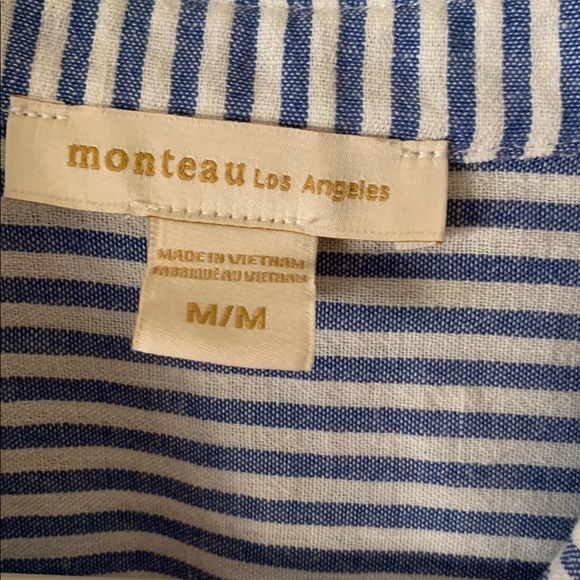 monteau Los Angeles
MADE IN VIETNAM
FABRIQUÉ AU VIETNAM
M/M